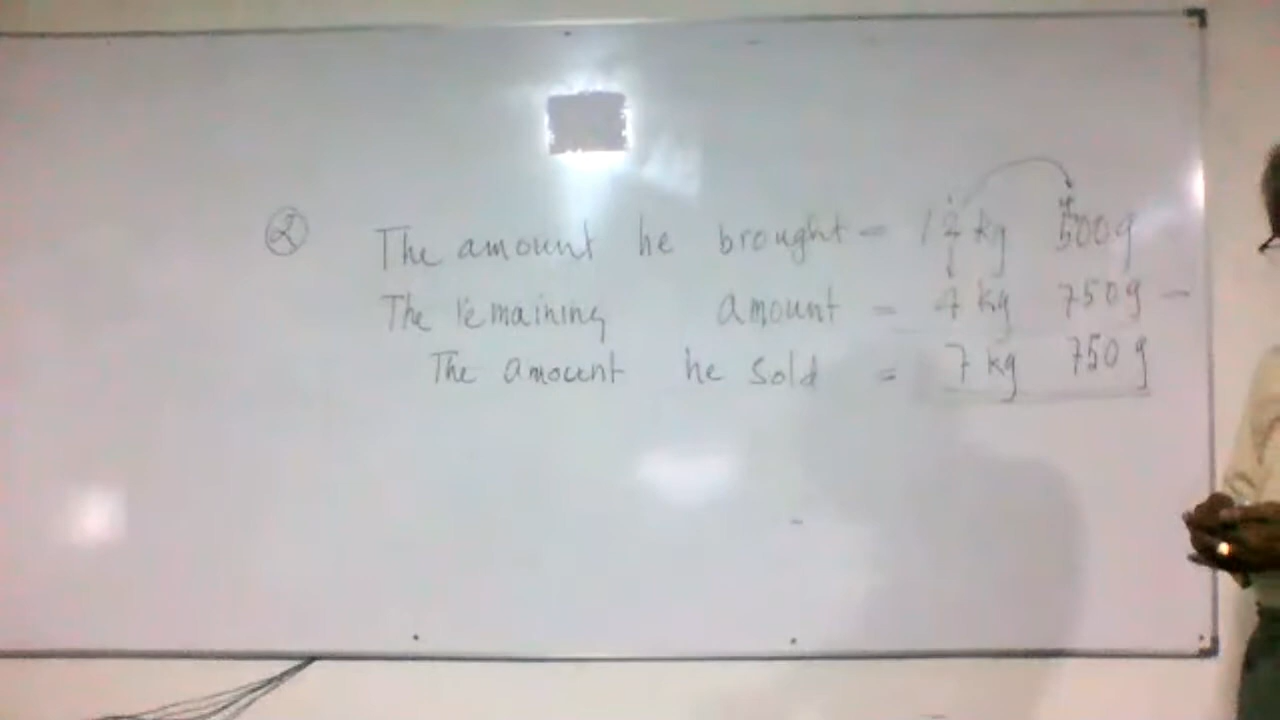 ② The amount he brought = 12 kg 500g
The remaining amount = 4 kg 750g -
The amount he sold = 7 kg 750 g